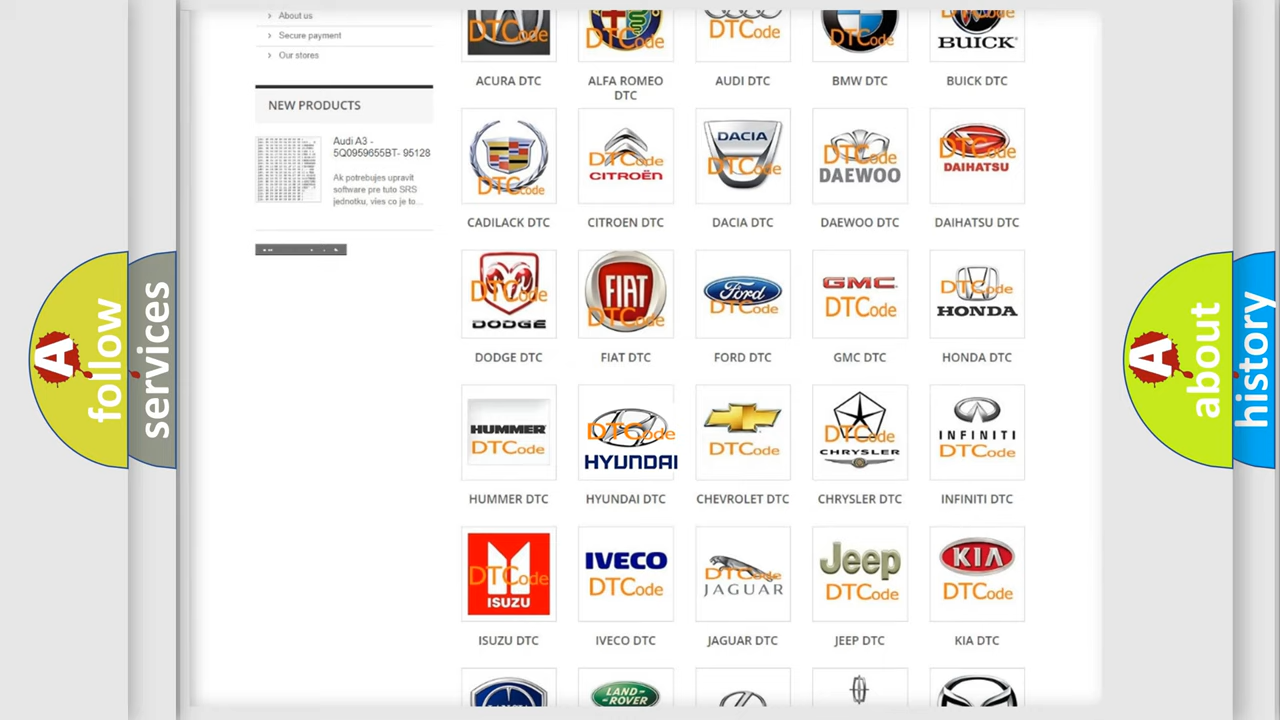 About us
Secure payment
Our stores
NEW PRODUCTS
Audi A3 -
5Q0959655BT- 95128
Ak potrebujes upravit
software pre tuto SRS
jednotku, vies co je to...
DTCode
DTCode
DTCode
DTCode
BUICK
ACURA DTC
ALFA ROMEO
DTC
AUDI DTC
BMW DTC
BUICK DTC
DTCode
DTCode
CITROËN
DACIA
DTCode
DTCode
DAEWOO
DTCode
DAIHATSU
CADILACK DTC
CITROEN DTC
DACIA DTC
DAEWOO DTC
DAIHATSU DTC
DTCode
DODGE
FIAT
DTCode
Ford
DTCode
GMC
DTCode
DTCode
HONDA
DODGE DTC
FIAT DTC
FORD DTC
GMC DTC
HONDA DTC
HUMMER
DTCode
DTCode
HYUNDAI
DTCode
DTCode
CHRYSLER
INFINITI
DTCode
HUMMER DTC
HYUNDAI DTC
CHEVROLET DTC
CHRYSLER DTC
INFINITI DTC
DTCode
ISUZU
IVECO
DTCode
DTCode
JAGUAR
Jeep
DTCode
KIA
DTCode
ISUZU DTC
IVECO DTC
JAGUAR DTC
JEEP DTC
KIA DTC
LAND-
ROVER
A
follow
services
A
about
history